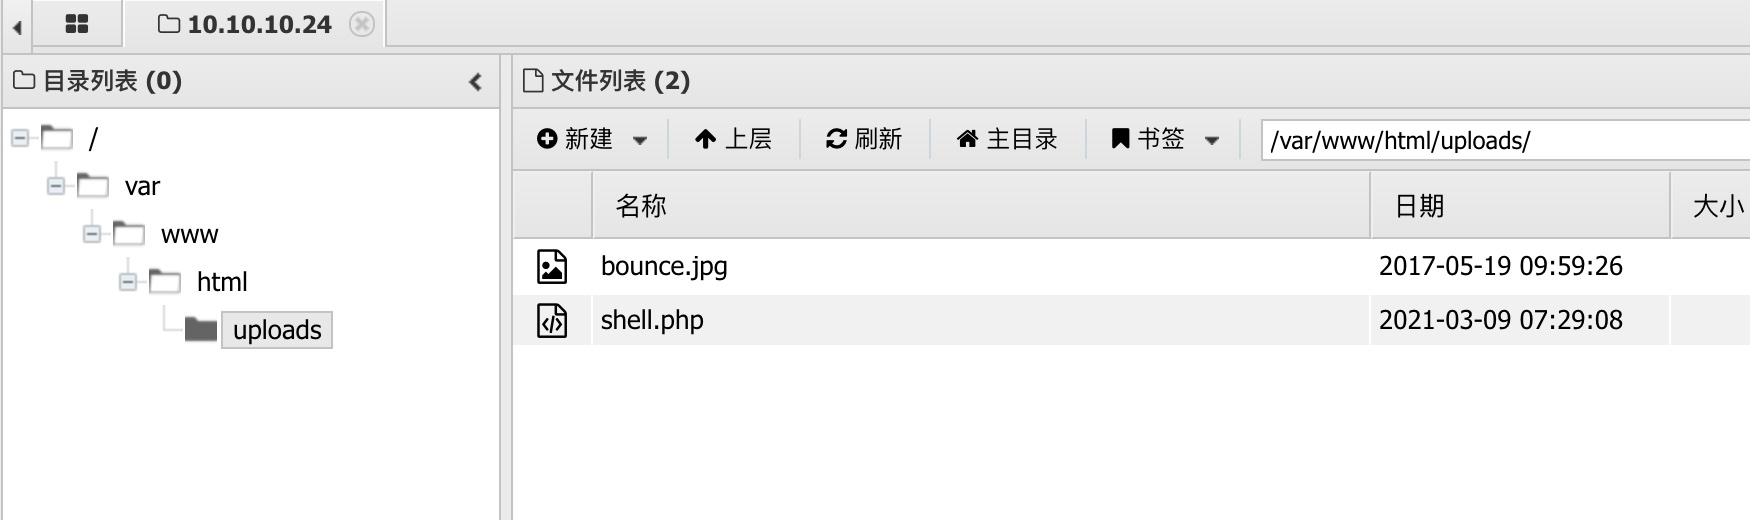 10.10.10.24
目录列表 (0)
文件列表 (2)
/
var
www
html
uploads
新建 上层 刷新 主目录 书签 /var/www/html/uploads/
名称 日期 大小
bounce.jpg 2017-05-19 09:59:26
shell.php 2021-03-09 07:29:08